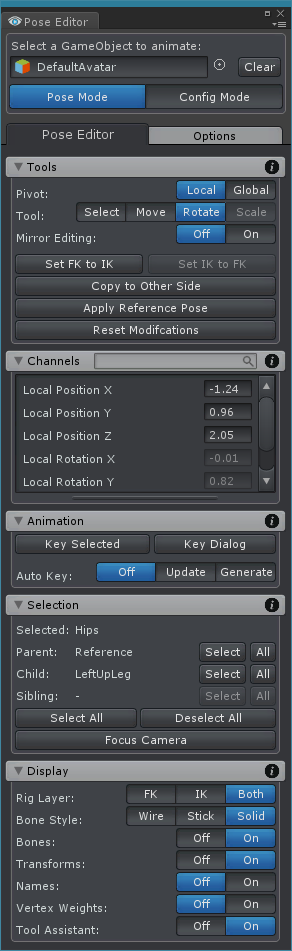 Pose Editor
Select a GameObject to animate:
DefaultAvatar Clear
Pose Mode Config Mode
Pose Editor Options
Tools
Pivot: Local Global
Tool: Select Move Rotate Scale
Mirror Editing: Off On
Set FK to IK Set IK to FK
Copy to Other Side
Apply Reference Pose
Reset Modifcations
Channels
Local Position X -1.24
Local Position Y 0.96
Local Position Z 2.05
Local Rotation X -0.01
Local Rotation Y 0.82
Animation
Key Selected Key Dialog
Auto Key: Off Update Generate
Selection
Selected: Hips
Parent: Reference Select All
Child: LeftUpLeg Select All
Sibling: - Select All
Select All Deselect All
Focus Camera
Display
Rig Layer: FK IK Both
Bone Style: Wire Stick Solid
Bones: Off On
Transforms: Off On
Names: Off On
Vertex Weights: Off On
Tool Assistant: Off On